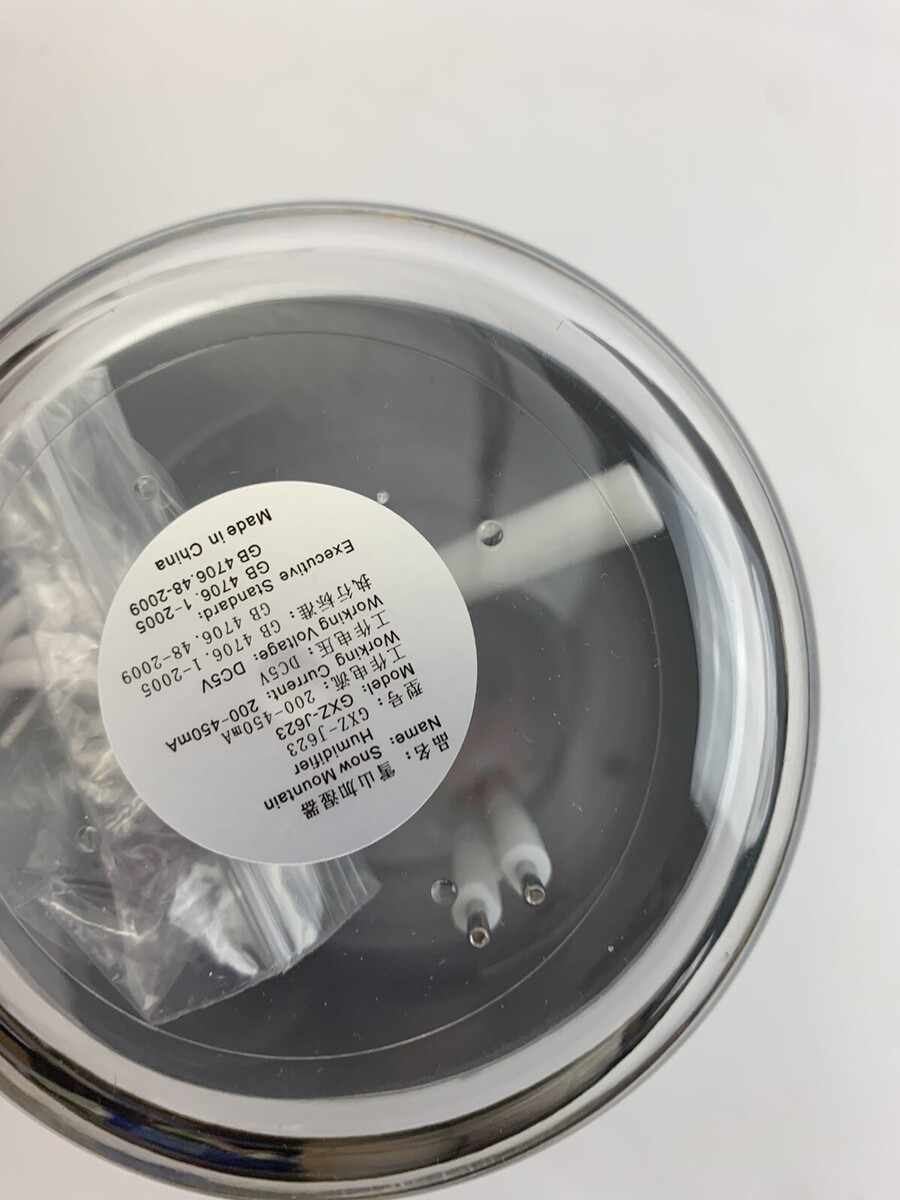 品名：雪山加湿器
Name: Snow Mountain
Humidifier
型号：GXZ-J623
Model: GXZ-J623
工作电流：200-450mA
Working Current: 200-450mA
工作电压：DC5V
Working Voltage: DC5V
执行标准：GB 4706.1-2005
GB 4706.48-2009
Executive Standard:
GB 4706.1-2005
GB 4706.48-2009
Made in China